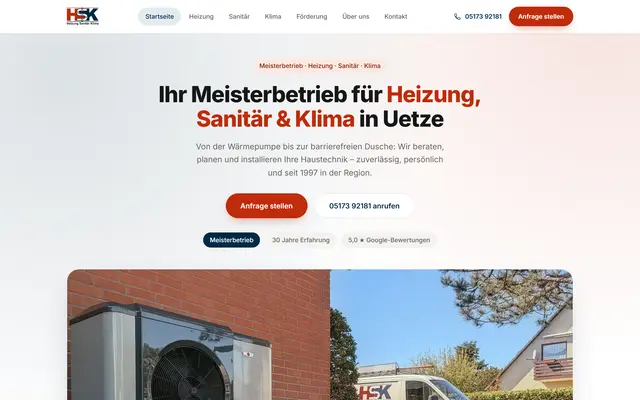 HSK
Heizung Sanitär Klima
Startseite
Heizung
Sanitär
Klima
Förderung
Über uns
Kontakt
05173 92181
Anfrage stellen
Meisterbetrieb · Heizung · Sanitär · Klima
Ihr Meisterbetrieb für Heizung,
Sanitär & Klima in Uetze
Von der Wärmepumpe bis zur barrierefreien Dusche: Wir beraten,
planen und installieren Ihre Haustechnik – zuverlässig, persönlich
und seit 1997 in der Region.
Anfrage stellen
05173 92181 anrufen
Meisterbetrieb
30 Jahre Erfahrung
5,0 ★ Google-Bewertungen
HSK